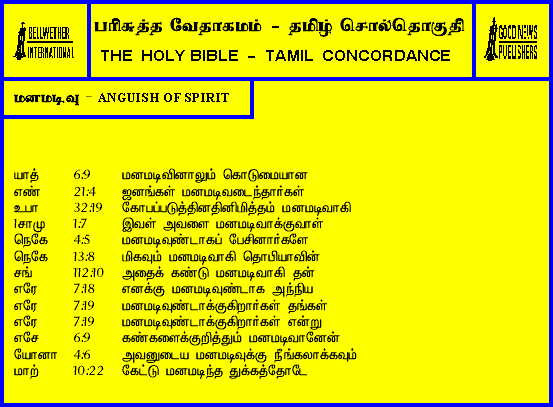 BELLWETHER
INTERNATIONAL
பரிசுத்த வேதாகமம் - தமிழ் சொல்தொகுதி
THE HOLY BIBLE - TAMIL CONCORDANCE
GOOD NEWS
PUBLISHERS
மனமடிவு - ANGUISH OF SPIRIT
யாத் 6:9 மனமடிவினாலும் கொடுமையான
எண் 21:4 ஜனங்கள் மனமடிவடைந்தார்கள்
உபா 32:19 கோபப்படுத்தினதினிமித்தம் மனமடிவாகி
1சாமு 1:7 இவள் அவளை மனமடிவாக்குவாள்
நெகே 4:5 மனமடிவுண்டாகப் பேசினார்களே
நெகே 13:8 மிகவும் மனமடிவாகி தொபியாவின்
சங் 112:10 அதைக் கண்டு மனமடிவாகி தன்
எரே 7:18 எனக்கு மனமடிவுண்டாக அந்நிய
எரே 7:19 மனமடிவுண்டாக்குகிறார்கள் தங்கள்
எரே 7:19 மனமடிவுண்டாக்குகிறார்கள் என்று
எசே 6:9 கண்களைக்குறித்தும் மனமடிவானேன்
யோனா 4:6 அவனுடைய மனமடிவுக்கு நீங்கலாக்கவும்
மாற் 10:22 கேட்டு மனமடிந்த துக்கத்தோடே